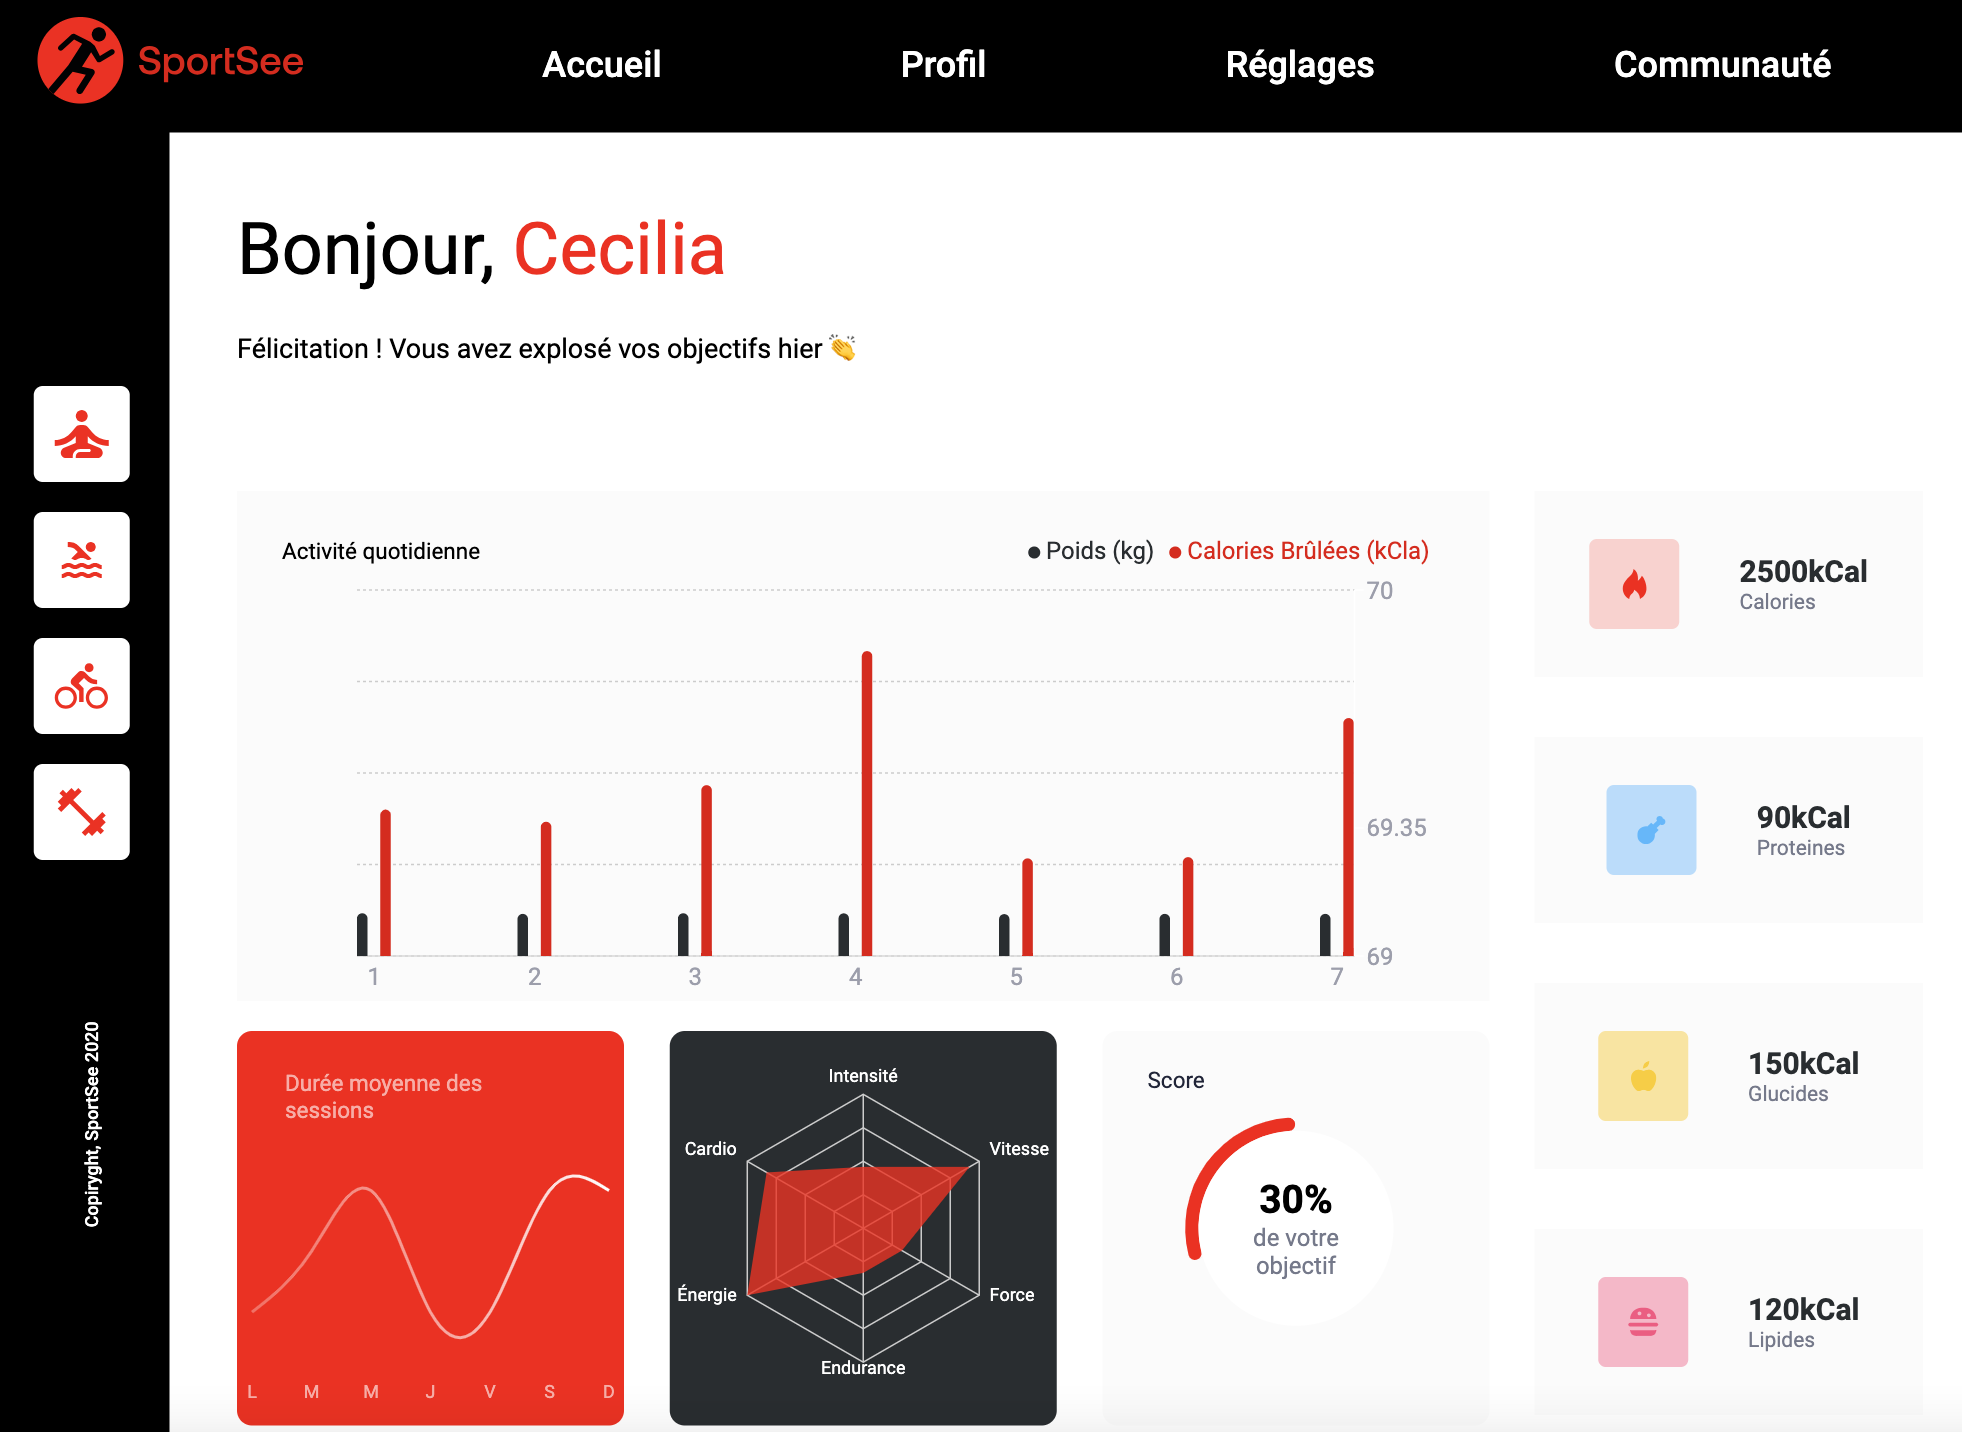 SportSee
Accueil
Profil
Réglages
Communauté
Bonjour, Cecilia
Félicitation ! Vous avez explosé vos objectifs hier 👏
Activité quotidienne
Poids (kg)
Calories Brûlées (kCla)
70
69.35
69
1
2
3
4
5
6
7
2500kCal
Calories
90kCal
Proteines
150kCal
Glucides
120kCal
Lipides
Durée moyenne des
sessions
L
M
M
J
V
S
D
Intensité
Vitesse
Force
Endurance
Énergie
Cardio
Score
30%
de votre
objectif
Copiryght, SportSee 2020